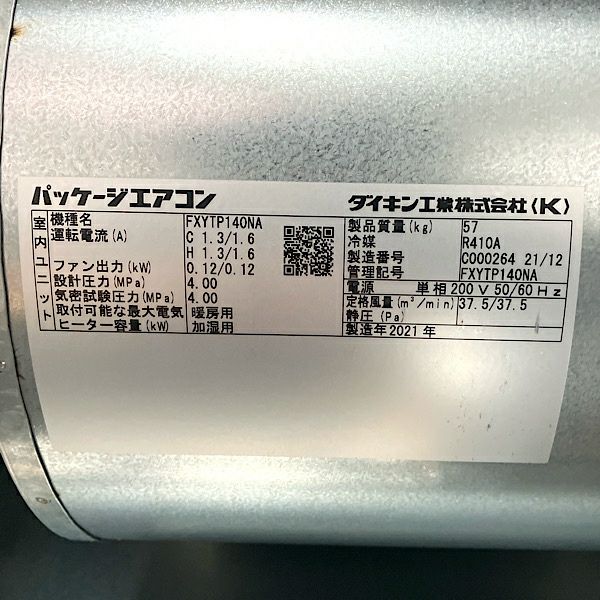 パッケージエアコン
ダイキン工業株式会社〈K〉
室内ユニット
機種名 FXYTP140NA
運転電流(A) C 1.3/1.6
H 1.3/1.6
ファン出力(kW) 0.12/0.12
設計圧力(MPa) 4.00
気密試験圧力(MPa) 4.00
取付可能な最大電気 暖房用
ヒーター容量(kW) 加湿用
製品質量(kg) 57
冷媒 R410A
製造番号 C000264 21/12
管理記号 FXYTP140NA
電源 単相 200V 50/60Hz
定格風量(m³/min) 37.5/37.5
静圧(Pa)
製造年2021年